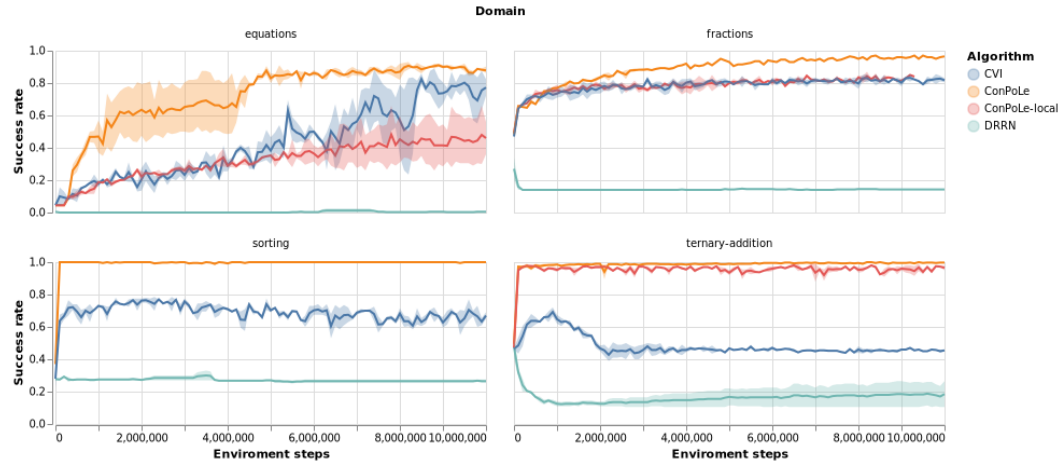 Domain
equations
fractions
Algorithm
CVI
ConPoLe
ConPoLe-local
DRRN
Success rate
1.0
0.8
0.6
0.4
0.2
0.0
sorting
ternary-addition
Success rate
1.0
0.8
0.6
0.4
0.2
0.0
0 2,000,000 4,000,000 6,000,000 8,000,000 10,000,000
0 2,000,000 4,000,000 6,000,000 8,000,000 10,000,000
Enviroment steps
Enviroment steps